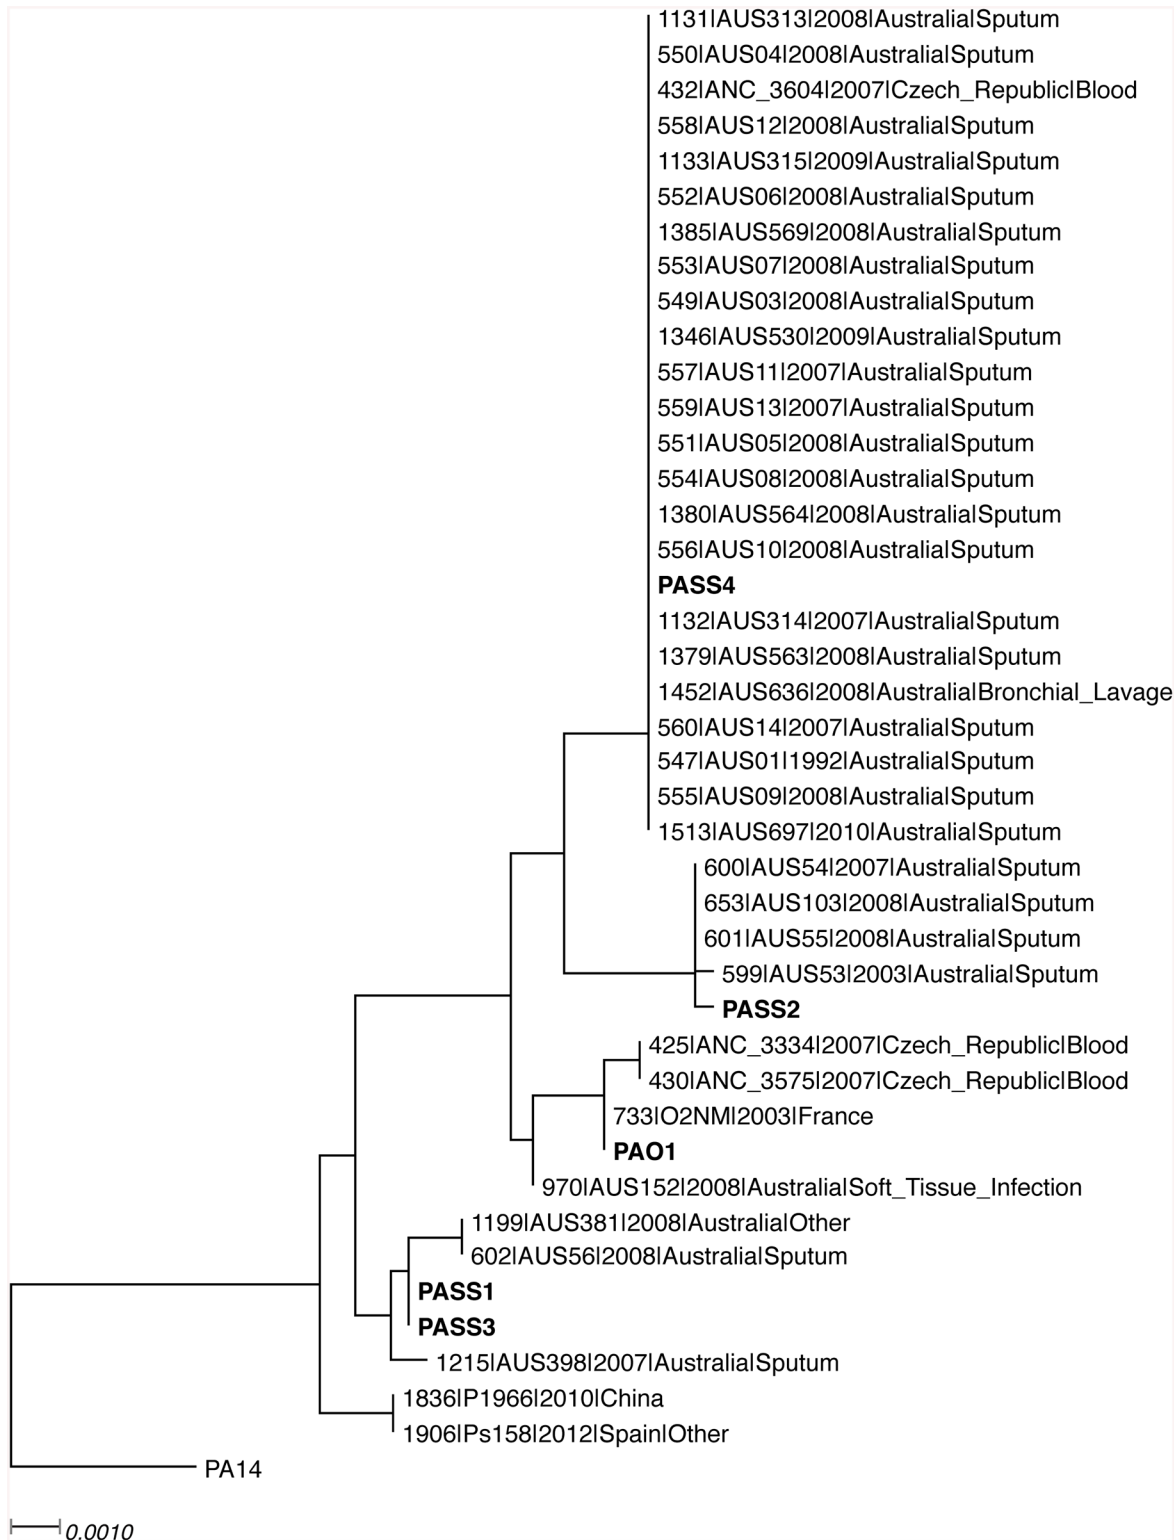 1131|AUS313|2008|Australia|Sputum
550|AUS04|2008|Australia|Sputum
432|ANC_3604|2007|Czech_Republic|Blood
558|AUS12|2008|Australia|Sputum
1133|AUS315|2009|Australia|Sputum
552|AUS06|2008|Australia|Sputum
1385|AUS569|2008|Australia|Sputum
553|AUS07|2008|Australia|Sputum
549|AUS03|2008|Australia|Sputum
1346|AUS530|2009|Australia|Sputum
557|AUS11|2007|Australia|Sputum
559|AUS13|2007|Australia|Sputum
551|AUS05|2008|Australia|Sputum
554|AUS08|2008|Australia|Sputum
1380|AUS564|2008|Australia|Sputum
556|AUS10|2008|Australia|Sputum
PASS4
1132|AUS314|2007|Australia|Sputum
1379|AUS563|2008|Australia|Sputum
1452|AUS636|2008|Australia|Bronchial_Lavage
560|AUS14|2007|Australia|Sputum
547|AUS01|1992|Australia|Sputum
555|AUS09|2008|Australia|Sputum
1513|AUS697|2010|Australia|Sputum
600|AUS54|2007|Australia|Sputum
653|AUS103|2008|Australia|Sputum
601|AUS55|2008|Australia|Sputum
599|AUS53|2003|Australia|Sputum
PASS2
425|ANC_3334|2007|Czech_Republic|Blood
430|ANC_3575|2007|Czech_Republic|Blood
733|O2NM|2003|France
PAO1
970|AUS152|2008|Australia|Soft_Tissue_Infection
1199|AUS381|2008|Australia|Other
602|AUS56|2008|Australia|Sputum
PASS1
PASS3
1215|AUS398|2007|Australia|Sputum
1836|P1966|2010|China
1906|Ps158|2012|Spain|Other
PA14
0.0010